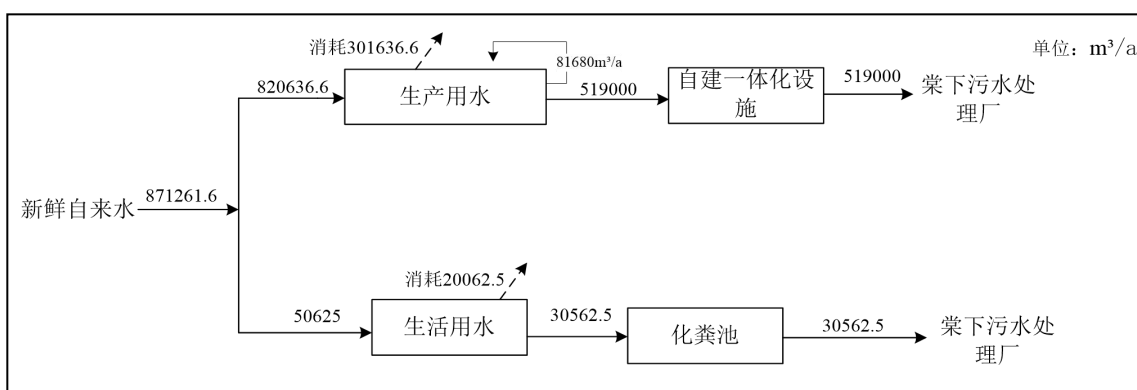 消耗301636.6
81680m³/a
单位：m³/a
820636.6
生产用水
519000
自建一体化设
施
519000
棠下污水处
理厂
新鲜自来水
871261.6
消耗20062.5
50625
生活用水
30562.5
化粪池
30562.5
棠下污水处
理厂